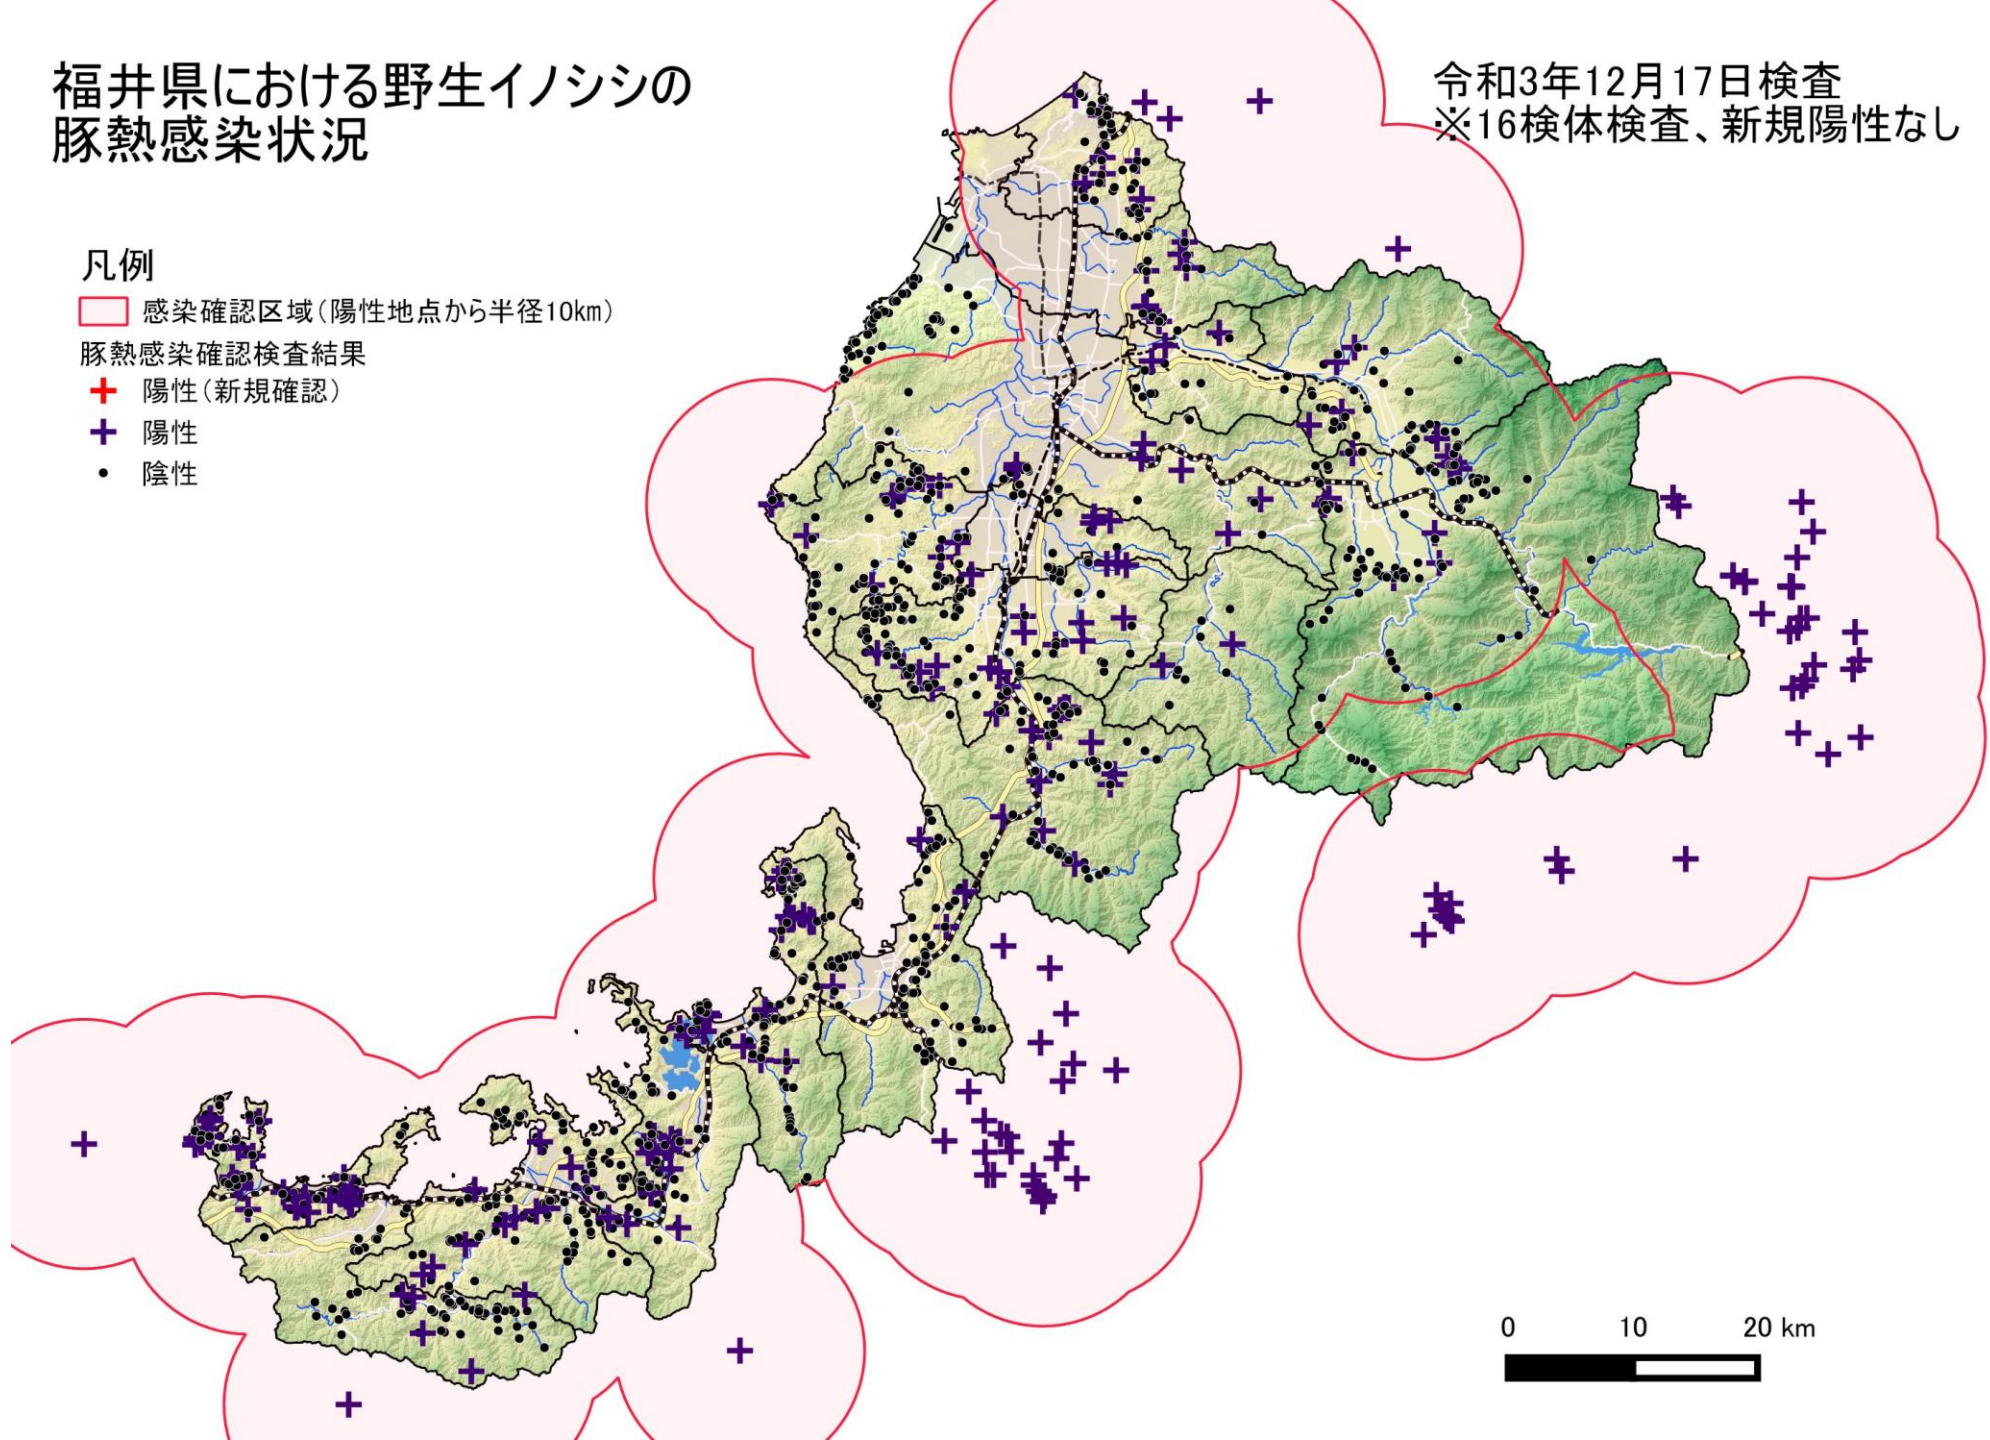 福井県における野生イノシシの
豚熱感染状況
令和3年12月17日検査
※16検体検査、新規陽性なし
凡例
感染確認区域(陽性地点から半径10km)
豚熱感染確認検査結果
陽性(新規確認)
陽性
陰性
0 10 20 km